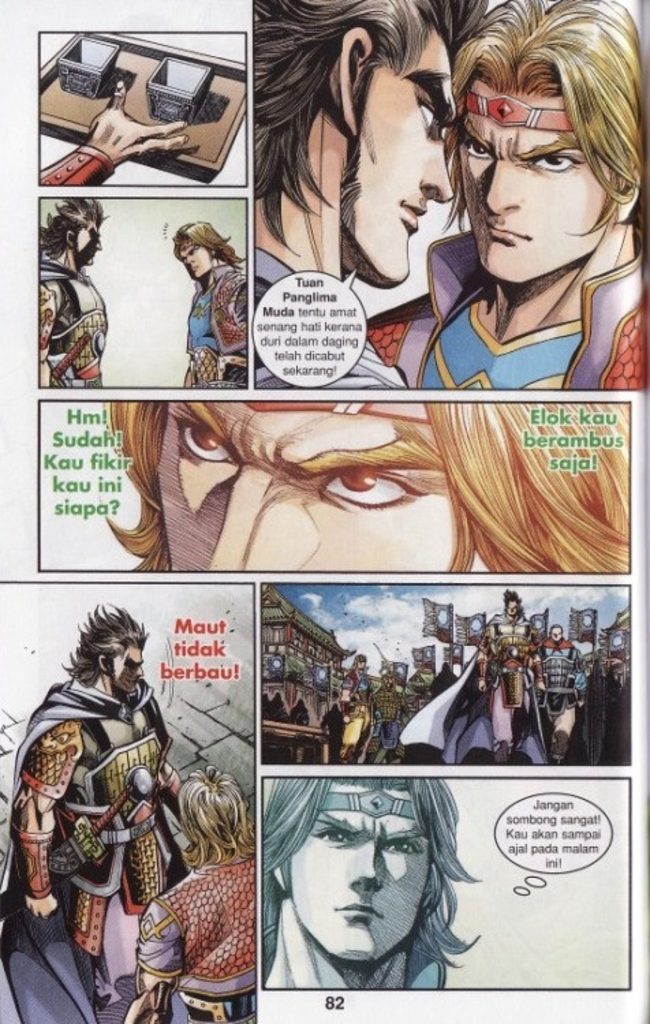 Tuan
Panglima
Muda tentu amat
senang hati kerana
duri dalam daging
telah dicabut
sekarang!
Hm!
Sudah!
Kau fikir
kau ini
siapa?
Elok kau
berambus
saja!
Maut
tidak
berbau!
Jangan
sombong sangat!
Kau akan sampai
ajal pada malam
ini!
82